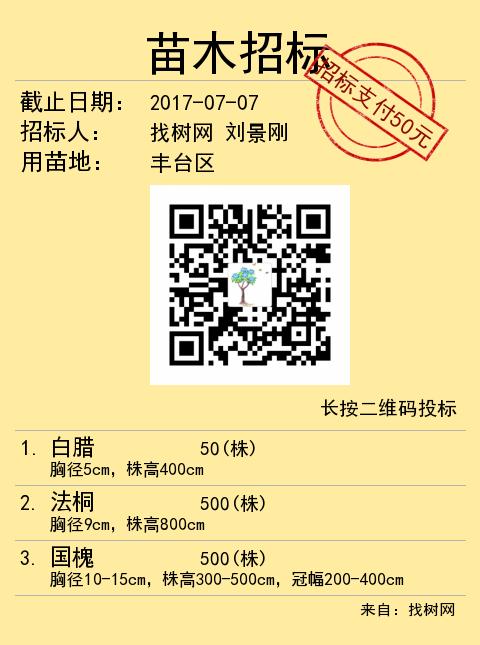 苗木招标
招标支付50元
截止日期： 2017-07-07
招标人： 找树网 刘景刚
用苗地： 丰台区
长按二维码投标
1. 白腊 50(株)
胸径5cm，株高400cm
2. 法桐 500(株)
胸径9cm，株高800cm
3. 国槐 500(株)
胸径10-15cm，株高300-500cm，冠幅200-400cm
来自：找树网